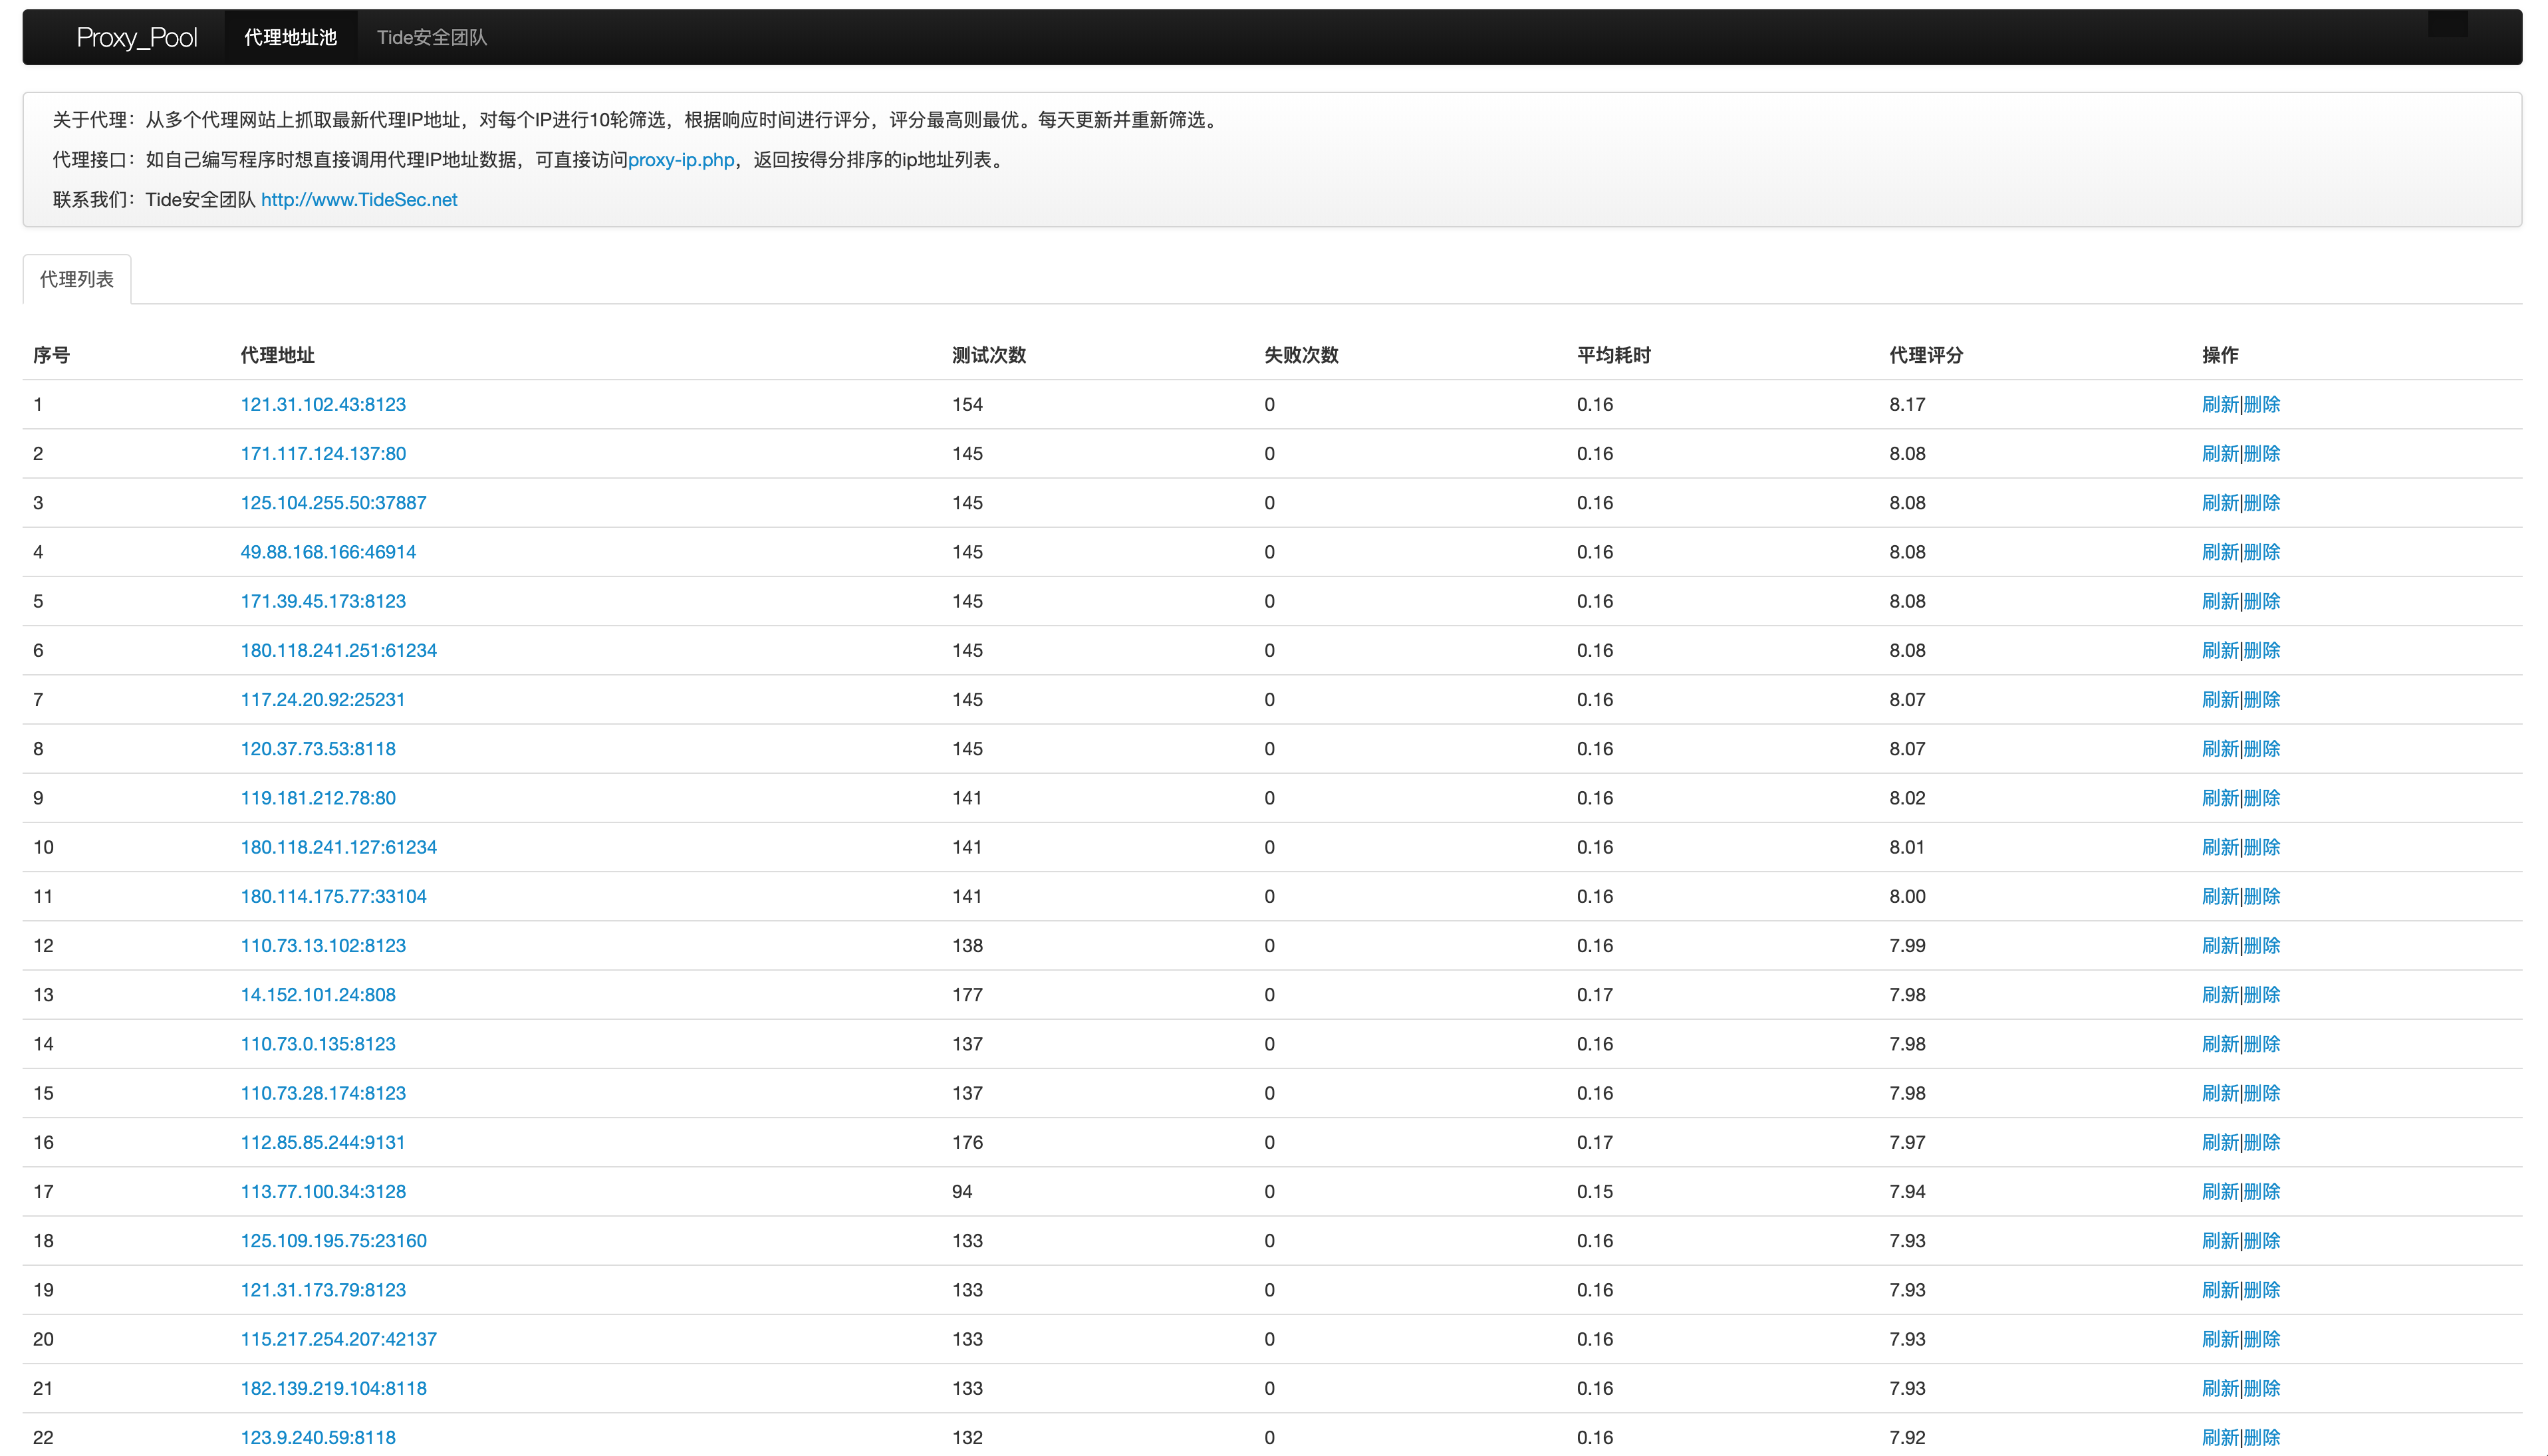 Proxy_Pool 代理地址池 Tide安全团队
关于代理：从多个代理网站上抓取最新代理IP地址，对每个IP进行10轮筛选，根据响应时间进行评分，评分最高则最优。每天更新并重新筛选。
代理接口：如自己编写程序时想直接调用代理IP地址数据，可直接访问proxy-ip.php，返回按得分排序的ip地址列表。
联系我们：Tide安全团队 http://www.TideSec.net
代理列表
序号 代理地址 测试次数 失败次数 平均耗时 代理评分 操作
1 121.31.102.43:8123 154 0 0.16 8.17 刷新|删除
2 171.117.124.137:80 145 0 0.16 8.08 刷新|删除
3 125.104.255.50:37887 145 0 0.16 8.08 刷新|删除
4 49.88.168.166:46914 145 0 0.16 8.08 刷新|删除
5 171.39.45.173:8123 145 0 0.16 8.08 刷新|删除
6 180.118.241.251:61234 145 0 0.16 8.08 刷新|删除
7 117.24.20.92:25231 145 0 0.16 8.07 刷新|删除
8 120.37.73.53:8118 145 0 0.16 8.07 刷新|删除
9 119.181.212.78:80 141 0 0.16 8.02 刷新|删除
10 180.118.241.127:61234 141 0 0.16 8.01 刷新|删除
11 180.114.175.77:33104 141 0 0.16 8.00 刷新|删除
12 110.73.13.102:8123 138 0 0.16 7.99 刷新|删除
13 14.152.101.24:808 177 0 0.17 7.98 刷新|删除
14 110.73.0.135:8123 137 0 0.16 7.98 刷新|删除
15 110.73.28.174:8123 137 0 0.16 7.98 刷新|删除
16 112.85.85.244:9131 176 0 0.17 7.97 刷新|删除
17 113.77.100.34:3128 94 0 0.15 7.94 刷新|删除
18 125.109.195.75:23160 133 0 0.16 7.93 刷新|删除
19 121.31.173.79:8123 133 0 0.16 7.93 刷新|删除
20 115.217.254.207:42137 133 0 0.16 7.93 刷新|删除
21 182.139.219.104:8118 133 0 0.16 7.93 刷新|删除
22 123.9.240.59:8118 132 0 0.16 7.92 刷新|删除